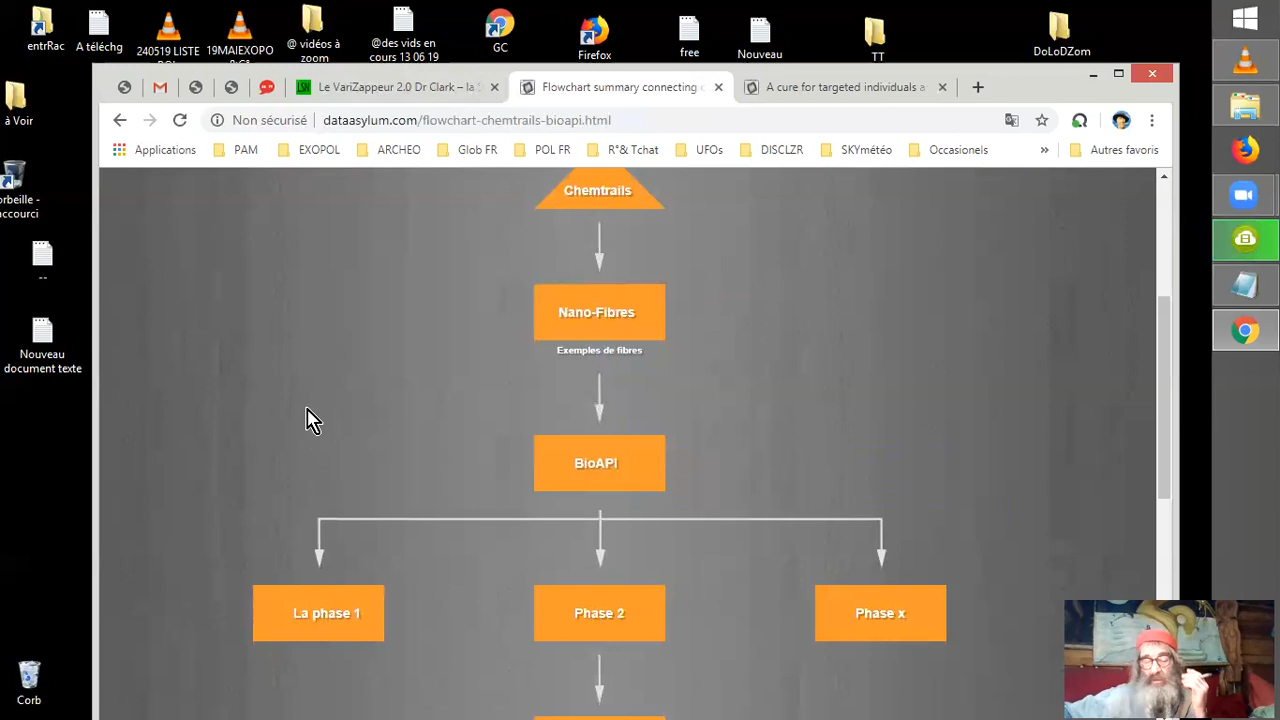 entrRac
A téléchg
240519 LISTE
19MAIEXPO
@ vidéos à
zoom
@des vids en
cours 13 06 19
GC
Firefox
free
Nouveau
TT
DoLoDZom
à Voir
orbeille -
ccourci
--
Nouveau
document texte
Corb
Le VariZappeur 2.0 Dr Clark – la
Flowchart summary connecting
A cure for targeted individuals a
Non sécurisé
dataasylum.com/flowchart-chemtrails-bioapi.html
Applications
PAM
EXOPOL
ARCHEO
Glob FR
POL FR
R°& Tchat
UFOs
DISCLZR
SKYmétéo
Occasionels
»
Autres favoris
Chemtrails
Nano-Fibres
Exemples de fibres
BioAPI
La phase 1
Phase 2
Phase x